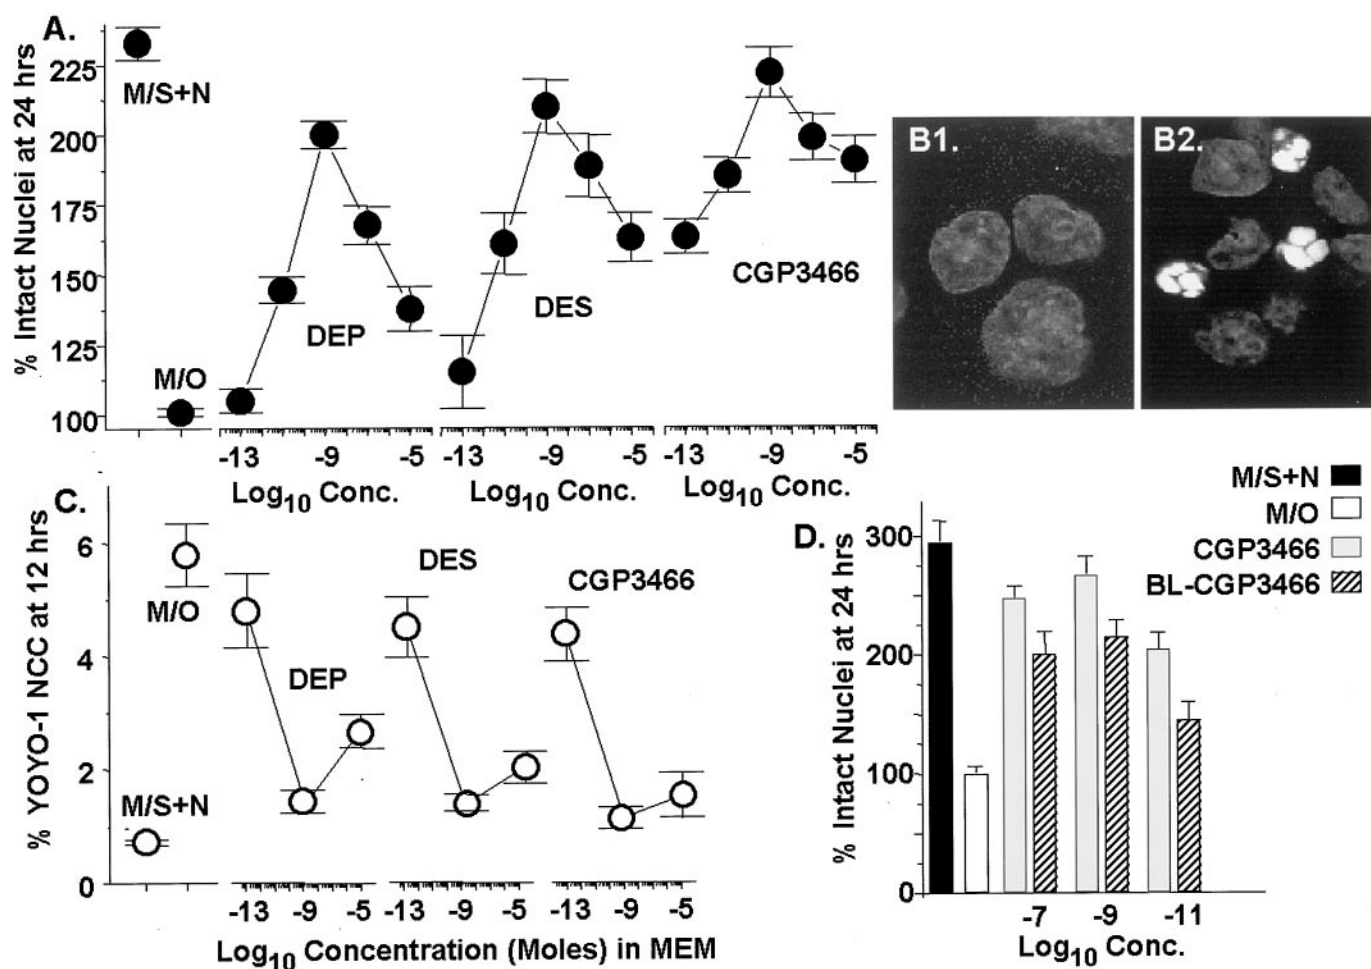 A.
% Intact Nuclei at 24 hrs
225
200
175
150
125
100
M/S+N
M/O
DEP
DES
CGP3466
-13 -9 -5
-13 -9 -5
-13 -9 -5
Log10 Conc.
Log10 Conc.
Log10 Conc.
B1.
B2.
C.
% YOYO-1 NCC at 12 hrs
6
4
2
0
M/O
M/S+N
DEP
DES
CGP3466
-13 -9 -5
-13 -9 -5
-13 -9 -5
Log10 Concentration (Moles) in MEM
D.
M/S+N
M/O
CGP3466
BL-CGP3466
% Intact Nuclei at 24 hrs
300
200
100
0
-7 -9 -11
Log10 Conc.